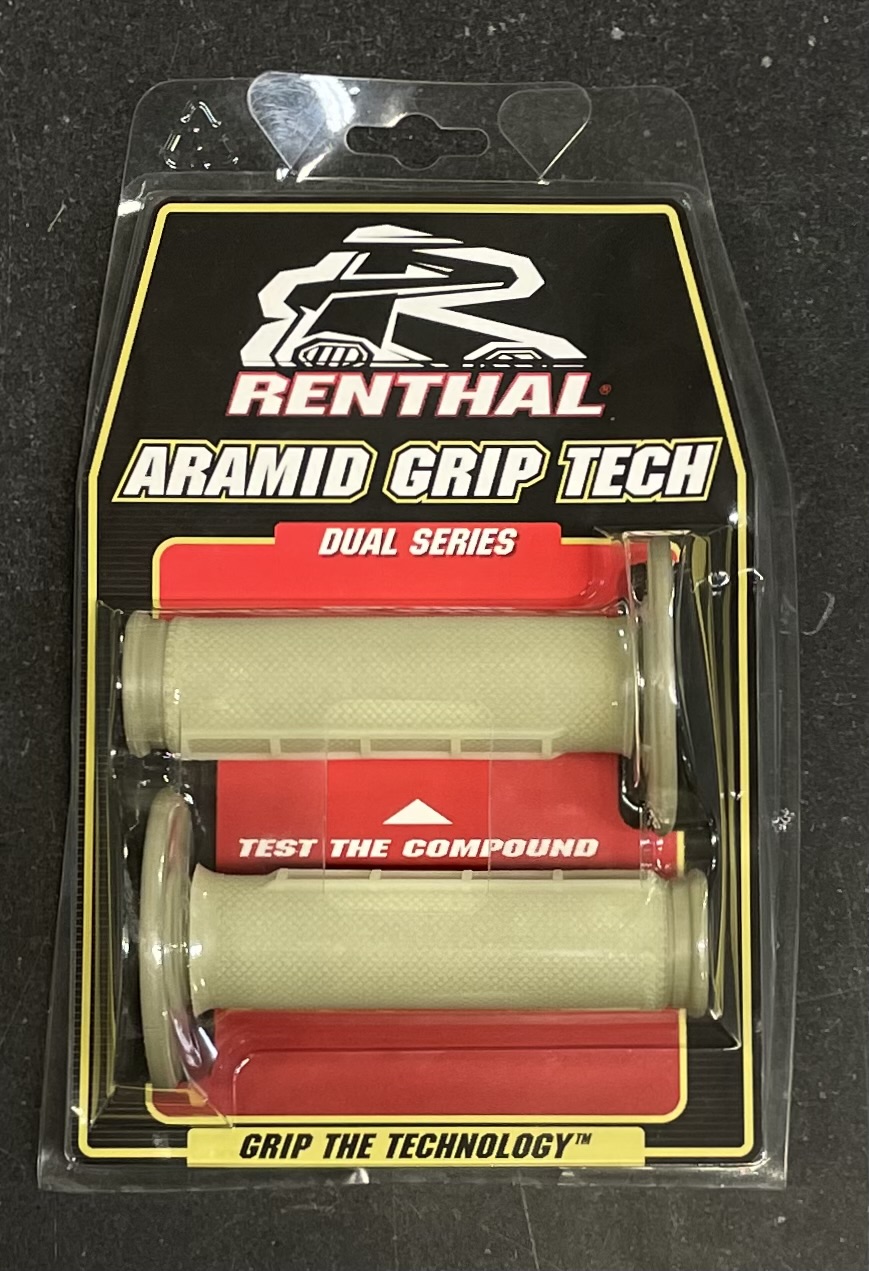 RENTHAL®
ARAMID GRIP TECH
DUAL SERIES
TEST THE COMPOUND
GRIP THE TECHNOLOGY™